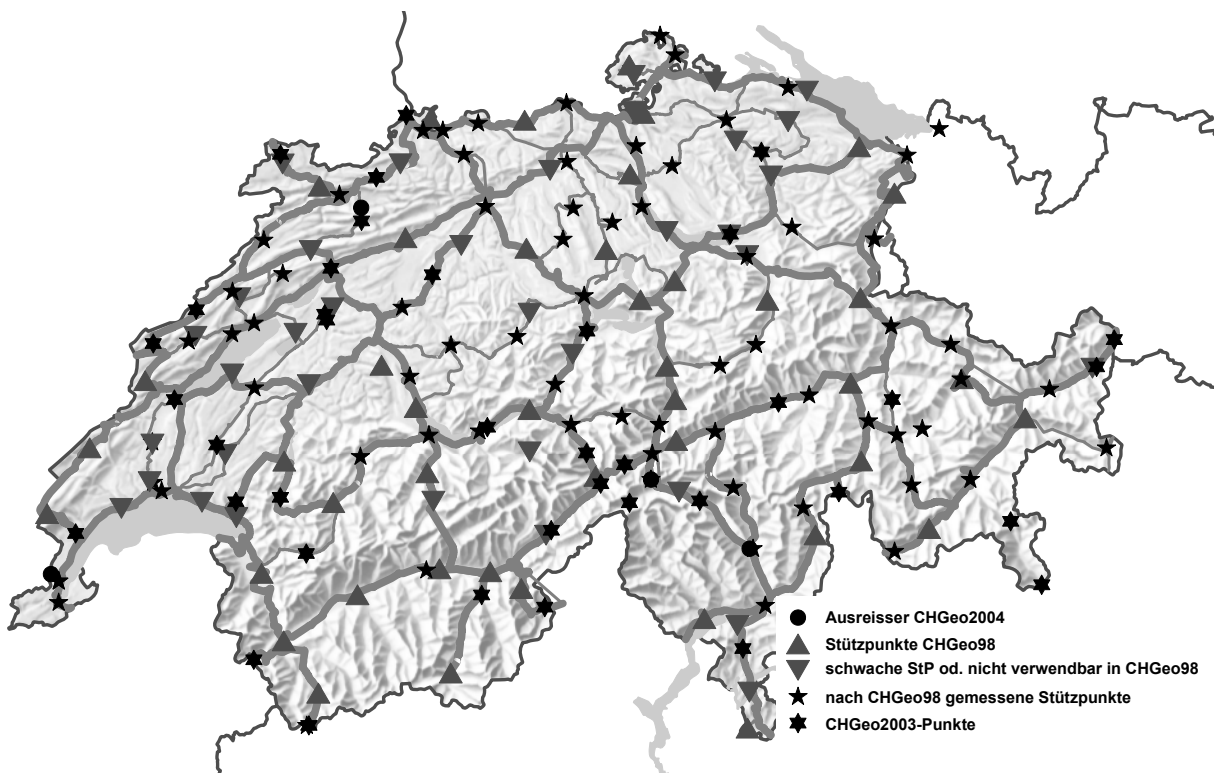 Ausreisser CHGeo2004
Stützpunkte CHGeo98
schwache StP od. nicht verwendbar in CHGeo98
nach CHGeo98 gemessene Stützpunkte
CHGeo2003-Punkte